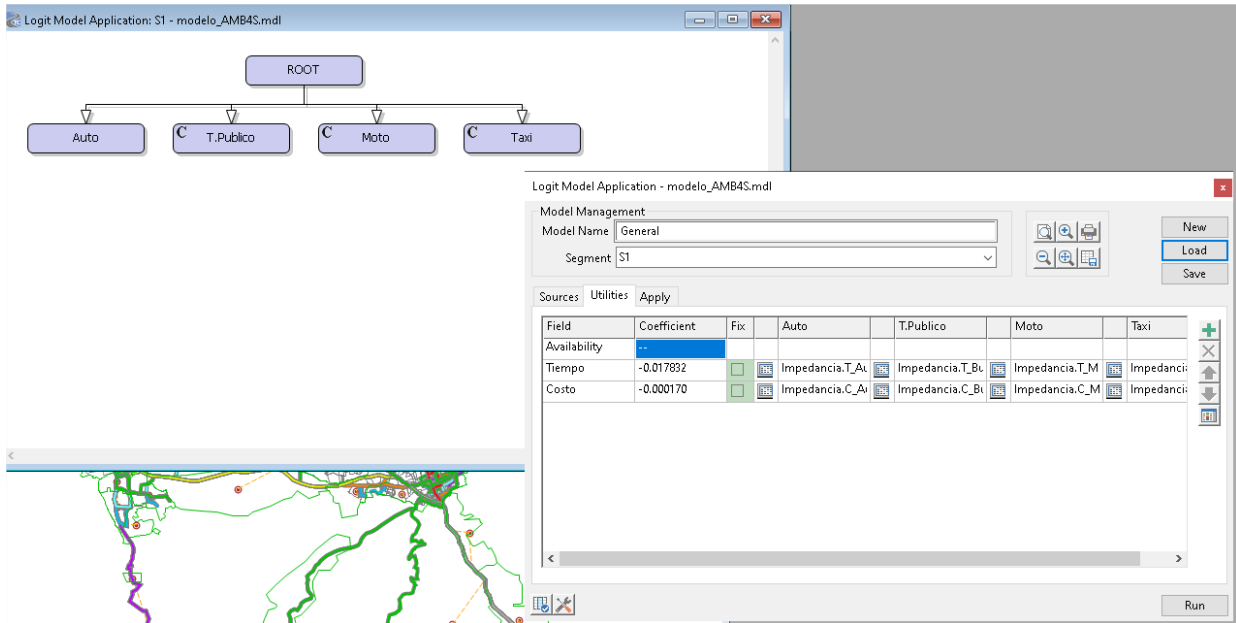 Logit Model Application: S1 - modelo_AMB4S.mdl
ROOT
Auto
C T.Publico
C Moto
C Taxi
Logit Model Application - modelo_AMB4S.mdl
Model Management
Model Name General
Segment S1
New
Load
Save
Sources Utilities Apply
Field Coefficient Fix Auto T.Publico Moto Taxi
Availability --
Tiempo -0.017832 Impedancia.T_Au Impedancia.T_Bu Impedancia.T_M Impedancia
Costo -0.000170 Impedancia.C_Au Impedancia.C_Bu Impedancia.C_M Impedancia
Run